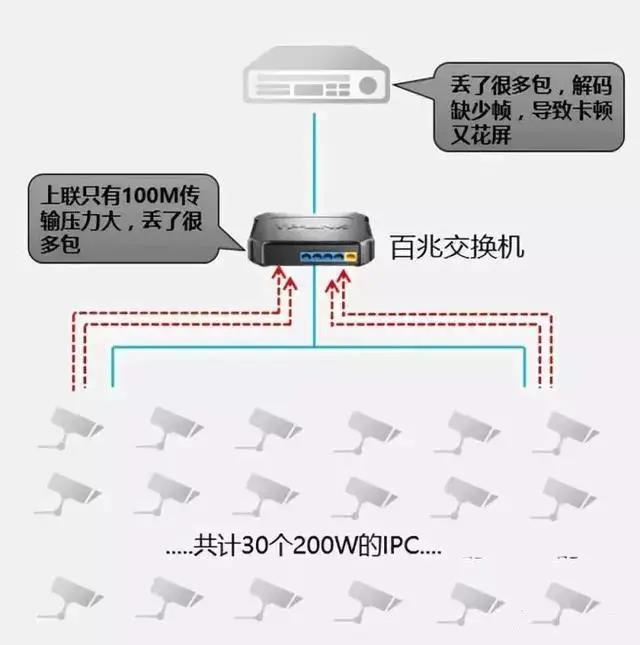 丢了很多包，解码
缺少帧，导致卡顿
又花屏
上联只有100M传
输压力大，丢了很
多包
百兆交换机
.....共计30个200W的IPC....